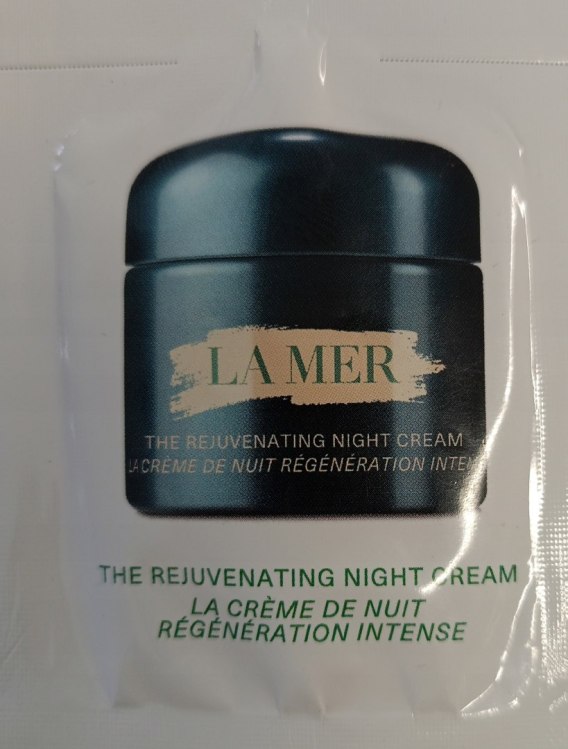 LA MER
THE REJUVENATING NIGHT CREAM
LA CRÈME DE NUIT RÉGÉNÉRATION INTEN
THE REJUVENATING NIGHT CREAM
LA CRÈME DE NUIT
RÉGÉNÉRATION INTENSE